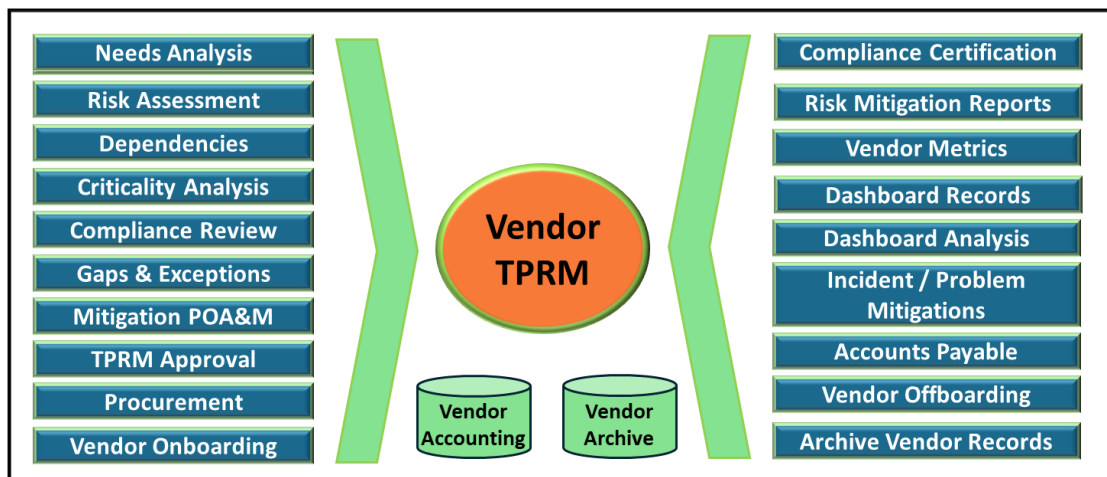 Needs Analysis
Risk Assessment
Dependencies
Criticality Analysis
Compliance Review
Gaps & Exceptions
Mitigation POA&M
TPRM Approval
Procurement
Vendor Onboarding
Vendor
TPRM
Vendor
Accounting
Vendor
Archive
Compliance Certification
Risk Mitigation Reports
Vendor Metrics
Dashboard Records
Dashboard Analysis
Incident / Problem
Mitigations
Accounts Payable
Vendor Offboarding
Archive Vendor Records